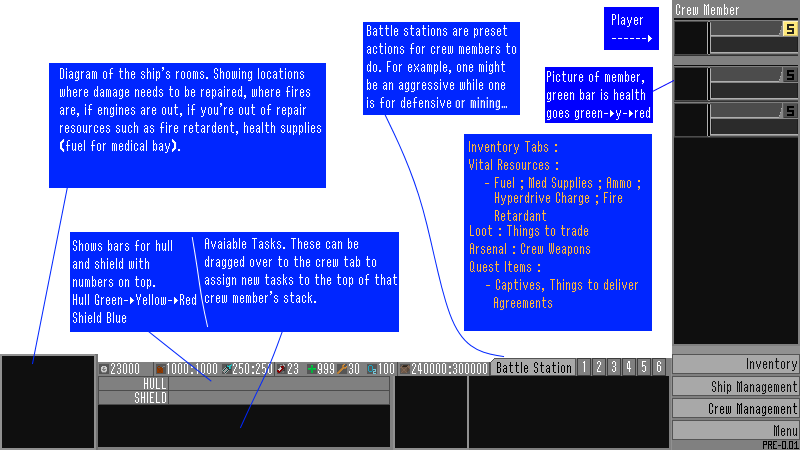 Player
------▸
Crew Member
S
S
S
Battle stations are preset
actions for crew members to
do. For example, one might
be an aggressive while one
is for defensive or mining...
Diagram of the ship's rooms. Showing locations
where damage needs to be repaired, where fires
are, if engines are out, if you're out of repair
resources such as fire retardent, health supplies
(fuel for medical bay).
Picture of member,
green bar is health
goes green-▸y-▸red
Inventory Tabs :
Vital Resources :
- Fuel ; Med Supplies ; Ammo ;
Hyperdrive Charge ; Fire
Retardant
Loot : Things to trade
Arsenal : Crew Weapons
Quest Items :
- Captives, Things to deliver
Agreements
Shows bars for hull
and shield with
numbers on top.
Hull Green-▸Yellow-▸Red
Shield Blue
Avaiable Tasks. These can be
dragged over to the crew tab to
assign new tasks to the top of that
crew member's stack.
23000 1000:1000 250:250 23 999 30 100 240000:300000 Battle Station 1 2 3 4 5 6
HULL
SHIELD
Inventory
Ship Management
Crew Management
Menu
PRE-0.01